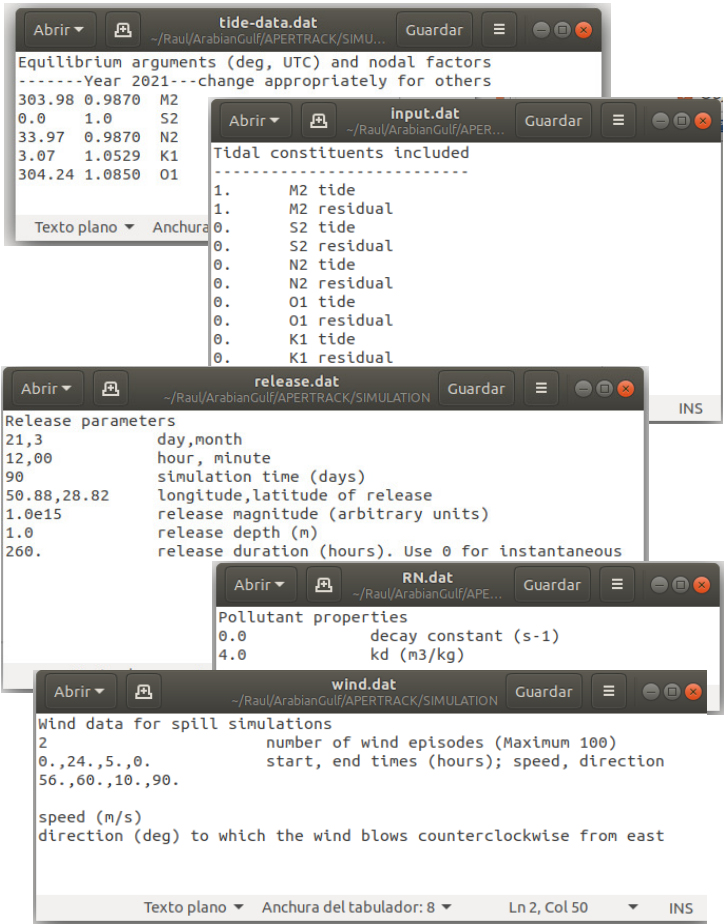 Abrir
tide-data.dat
~/Raul/ArabianGulf/APERTRACK/SIMU...
Guardar
Equilibrium arguments (deg, UTC) and nodal factors
-------Year 2021---change appropriately for others
303.98 0.9870 M2
0.0 1.0 S2
33.97 0.9870 N2
3.07 1.0529 K1
304.24 1.0850 O1
Texto plano
Anchura
Abrir
input.dat
~/Raul/ArabianGulf/APER...
Guardar
Tidal constituents included
---------------------------
1. M2 tide
1. M2 residual
0. S2 tide
0. S2 residual
0. N2 tide
0. N2 residual
0. O1 tide
0. O1 residual
0. K1 tide
0. K1 residual
INS
Abrir
release.dat
~/Raul/ArabianGulf/APERTRACK/SIMULATION
Guardar
Release parameters
21,3 day,month
12,00 hour, minute
90 simulation time (days)
50.88,28.82 longitude,latitude of release
1.0e15 release magnitude (arbitrary units)
1.0 release depth (m)
260. release duration (hours). Use 0 for instantaneous
Abrir
RN.dat
~/Raul/ArabianGulf/APE...
Guardar
Pollutant properties
0.0 decay constant (s-1)
4.0 kd (m3/kg)
Abrir
wind.dat
~/Raul/ArabianGulf/APERTRACK/SIMULATION
Guardar
Wind data for spill simulations
2 number of wind episodes (Maximum 100)
0.,24.,5.,0. start, end times (hours); speed, direction
56.,60.,10.,90.
speed (m/s)
direction (deg) to which the wind blows counterclockwise from east
Texto plano
Anchura del tabulador: 8
Ln 2, Col 50
INS